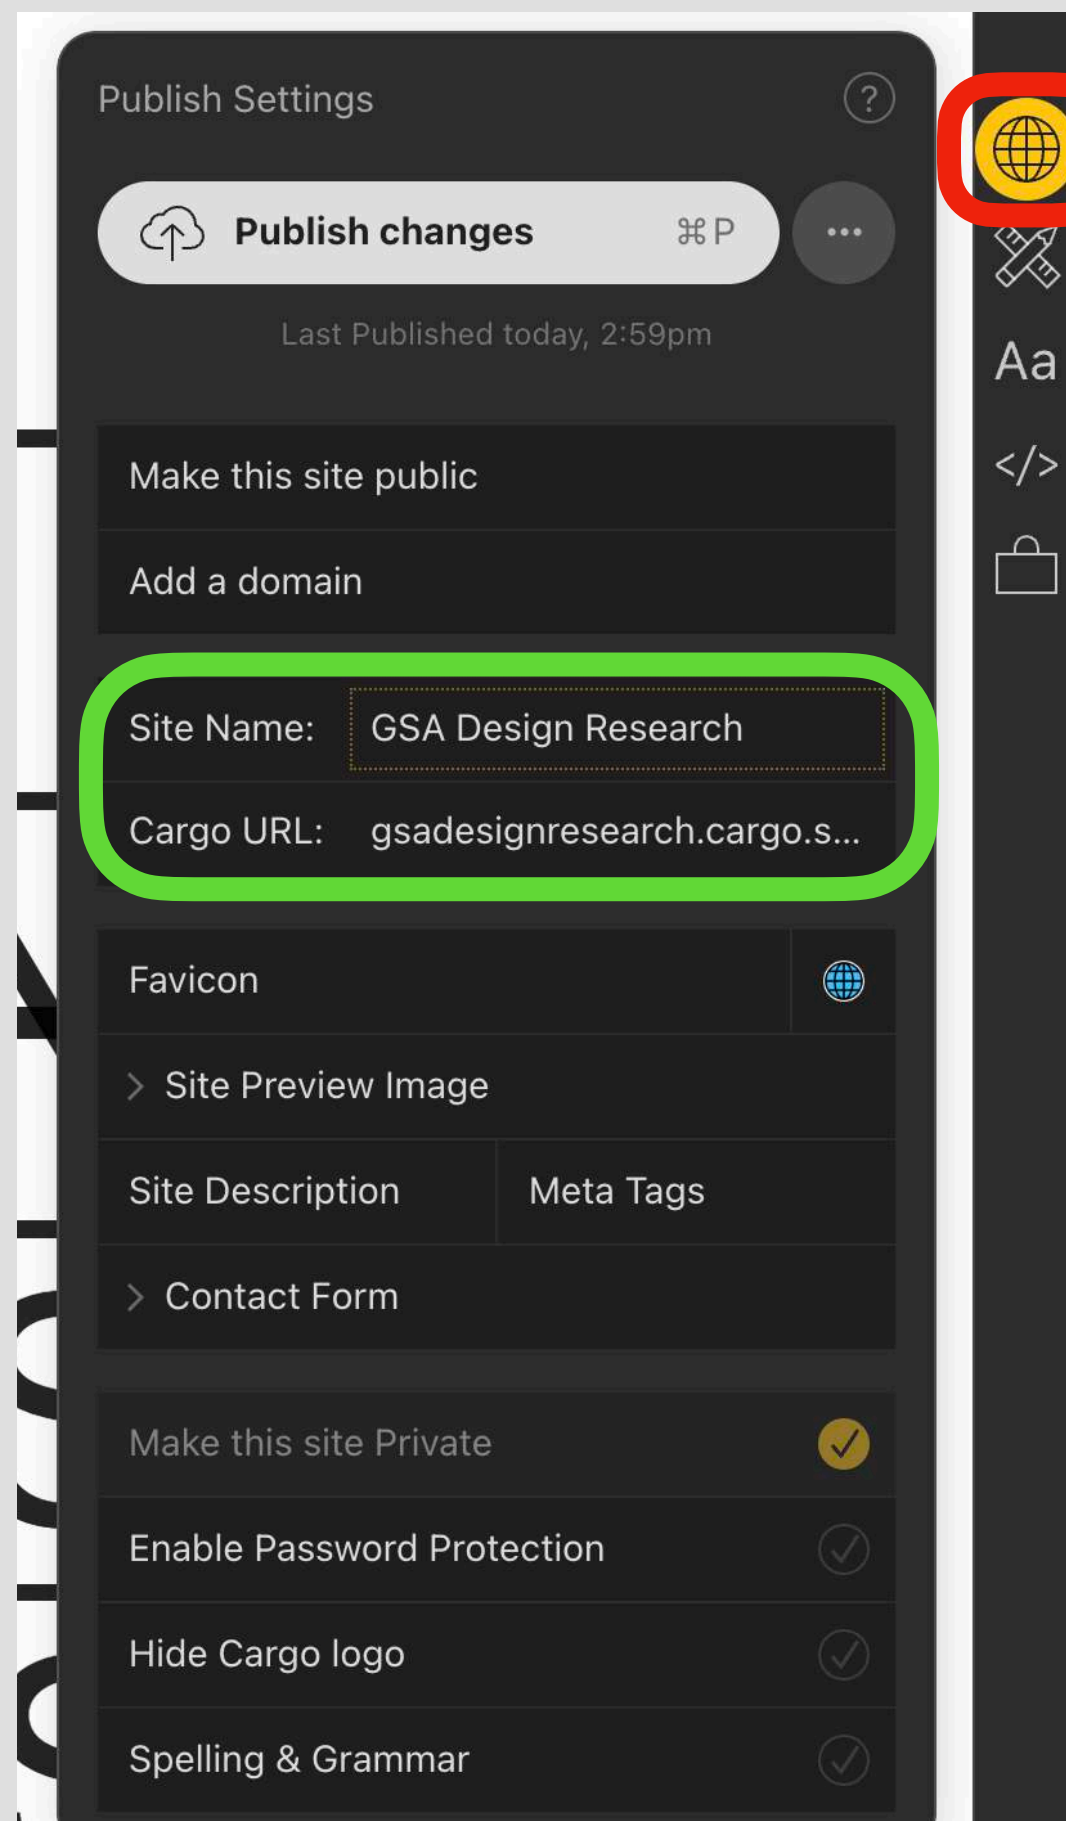 Publish Settings ?
Publish changes ⌘P ...
Last Published today, 2:59pm
Aa
Make this site public
</>
Add a domain
Site Name: GSA Design Research
Cargo URL: gsadesignresearch.cargo.s...
Favicon
> Site Preview Image
Site Description Meta Tags
> Contact Form
Make this site Private
Enable Password Protection
Hide Cargo logo
Spelling & Grammar